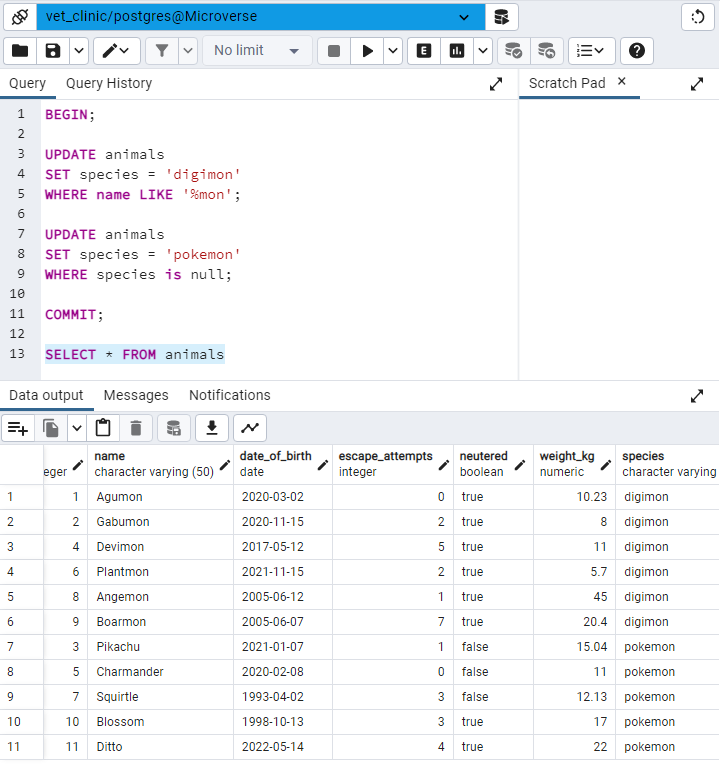 vet_clinic/postgres@Microverse
No limit
E
Query Query History
Scratch Pad ×
1 BEGIN;
2
3 UPDATE animals
4 SET species = 'digimon'
5 WHERE name LIKE '%mon';
6
7 UPDATE animals
8 SET species = 'pokemon'
9 WHERE species is null;
10
11 COMMIT;
12
13 SELECT * FROM animals
Data output Messages Notifications
name date_of_birth escape_attempts neutered weight_kg species
eger character varying (50) date integer boolean numeric character varying
1 1 Agumon 2020-03-02 0 true 10.23 digimon
2 2 Gabumon 2020-11-15 2 true 8 digimon
3 4 Devimon 2017-05-12 5 true 11 digimon
4 6 Plantmon 2021-11-15 2 true 5.7 digimon
5 8 Angemon 2005-06-12 1 true 45 digimon
6 9 Boarmon 2005-06-07 7 true 20.4 digimon
7 3 Pikachu 2021-01-07 1 false 15.04 pokemon
8 5 Charmander 2020-02-08 0 false 11 pokemon
9 7 Squirtle 1993-04-02 3 false 12.13 pokemon
10 10 Blossom 1998-10-13 3 true 17 pokemon
11 11 Ditto 2022-05-14 4 true 22 pokemon